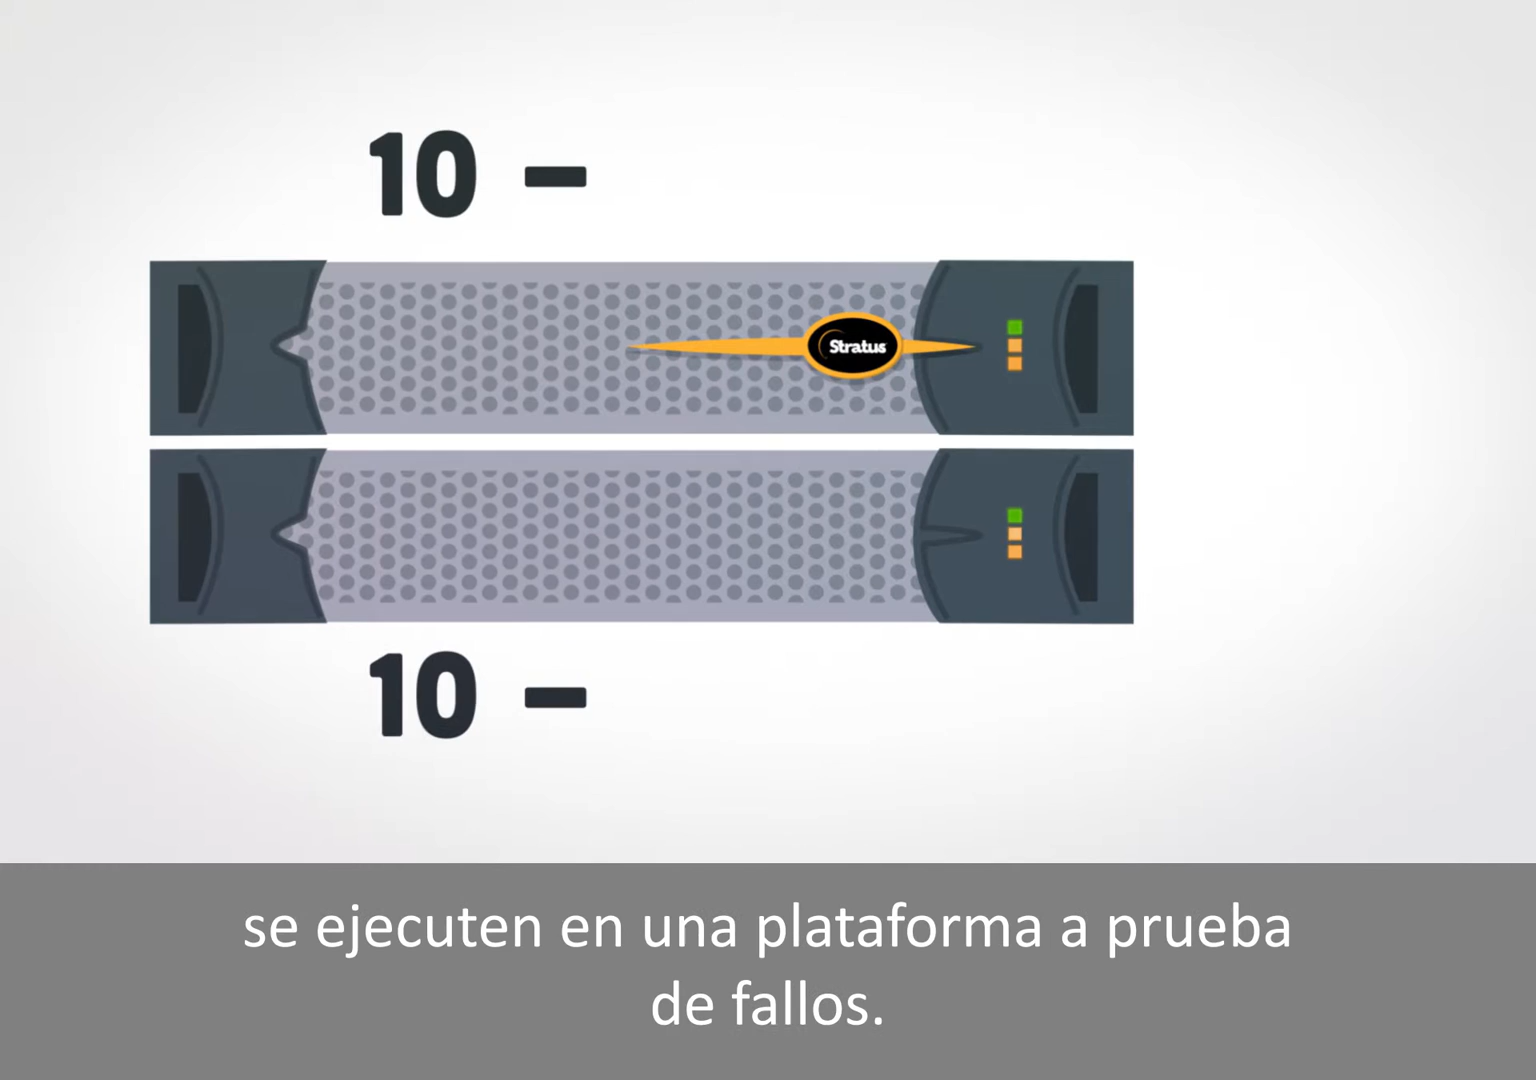 10 –
Stratus
10 –
se ejecuten en una plataforma a prueba
de fallos.